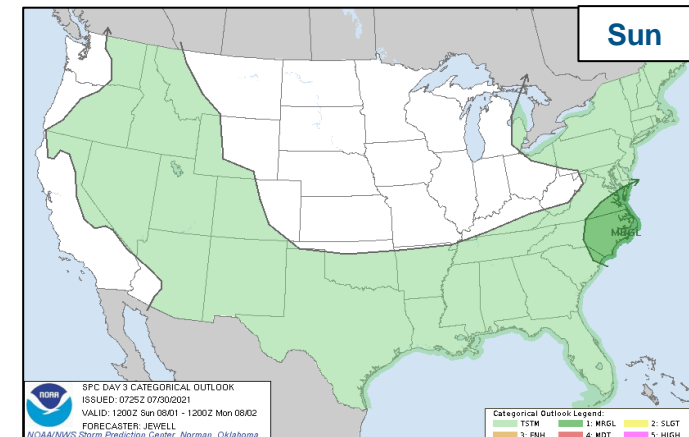 Sun
MRGL
NOAA
SPC DAY 3 CATEGORICAL OUTLOOK
ISSUED: 0725Z 07/30/2021
VALID: 1200Z Sun 08/01 - 1200Z Mon 08/02
FORECASTER: JEWELL
NOAA/NWS Storm Prediction Center, Norman, Oklahoma
Categorical Outlook Legend:
TSTM 1: MRGL 2: SLGT
3: ENH 4: MDT 5: HIGH